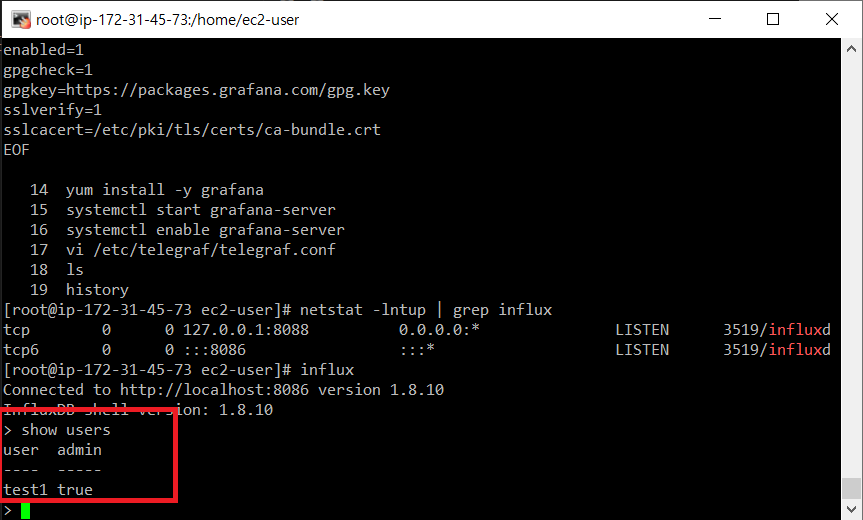 root@ip-172-31-45-73:/home/ec2-user
enabled=1
gpgcheck=1
gpgkey=https://packages.grafana.com/gpg.key
sslverify=1
sslcacert=/etc/pki/tls/certs/ca-bundle.crt
EOF
14 yum install -y grafana
15 systemctl start grafana-server
16 systemctl enable grafana-server
17 vi /etc/telegraf/telegraf.conf
18 ls
19 history
[root@ip-172-31-45-73 ec2-user]# netstat -lntup | grep influx
tcp 0 0 127.0.0.1:8088 0.0.0.0:* LISTEN 3519/influxd
tcp6 0 0 :::8086 :::* LISTEN 3519/influxd
[root@ip-172-31-45-73 ec2-user]# influx
Connected to http://localhost:8086 version 1.8.10
InfluxDB shell version: 1.8.10
> show users
user admin
---- -----
test1 true
>